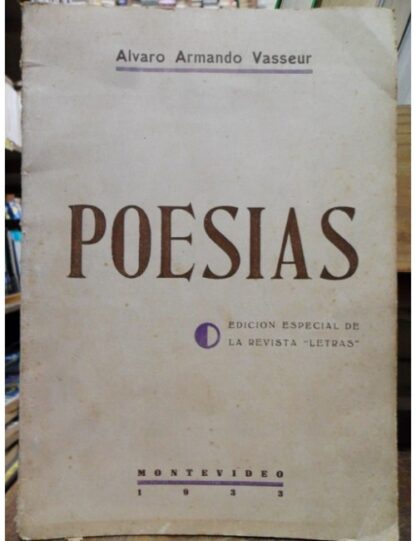 Alvaro Armando Vasseur
POESIAS
EDICION ESPECIAL DE
LA REVISTA "LETRAS"
MONTEVIDEO
1933